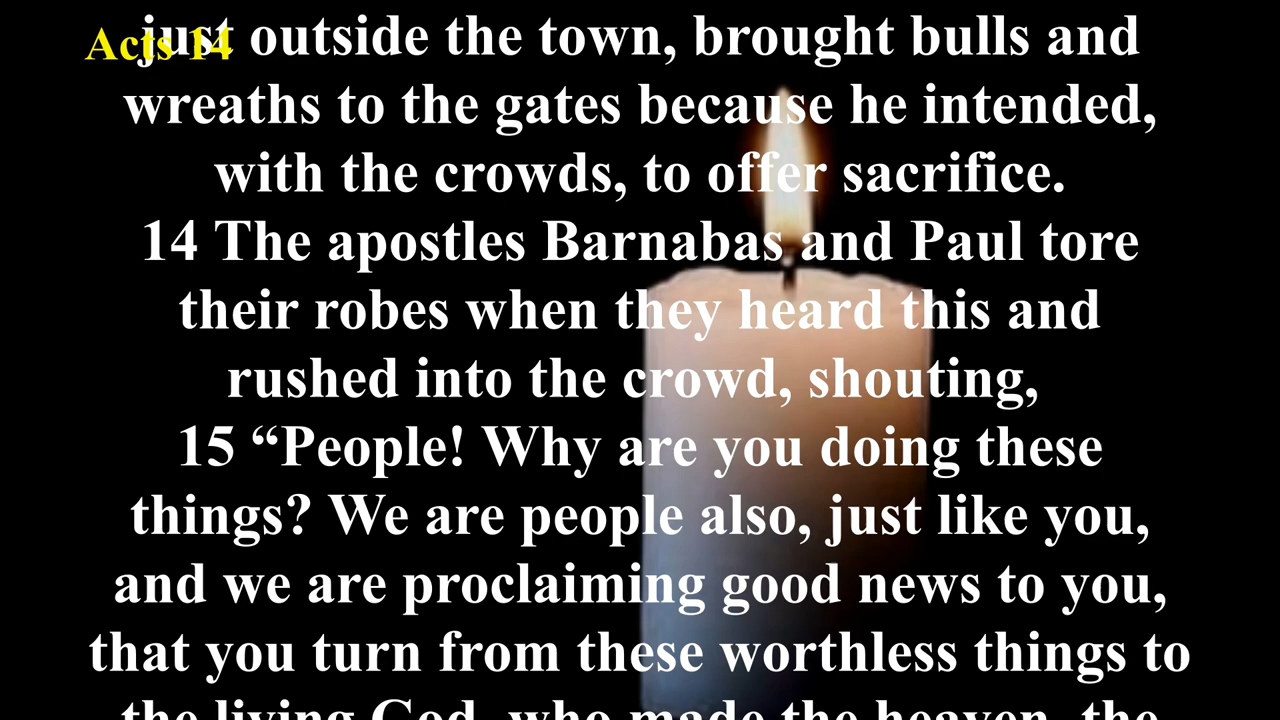 Acts 14
just outside the town, brought bulls and
wreaths to the gates because he intended,
with the crowds, to offer sacrifice.
14 The apostles Barnabas and Paul tore
their robes when they heard this and
rushed into the crowd, shouting,
15 “People! Why are you doing these
things? We are people also, just like you,
and we are proclaiming good news to you,
that you turn from these worthless things to
the living God, who made the heaven, the